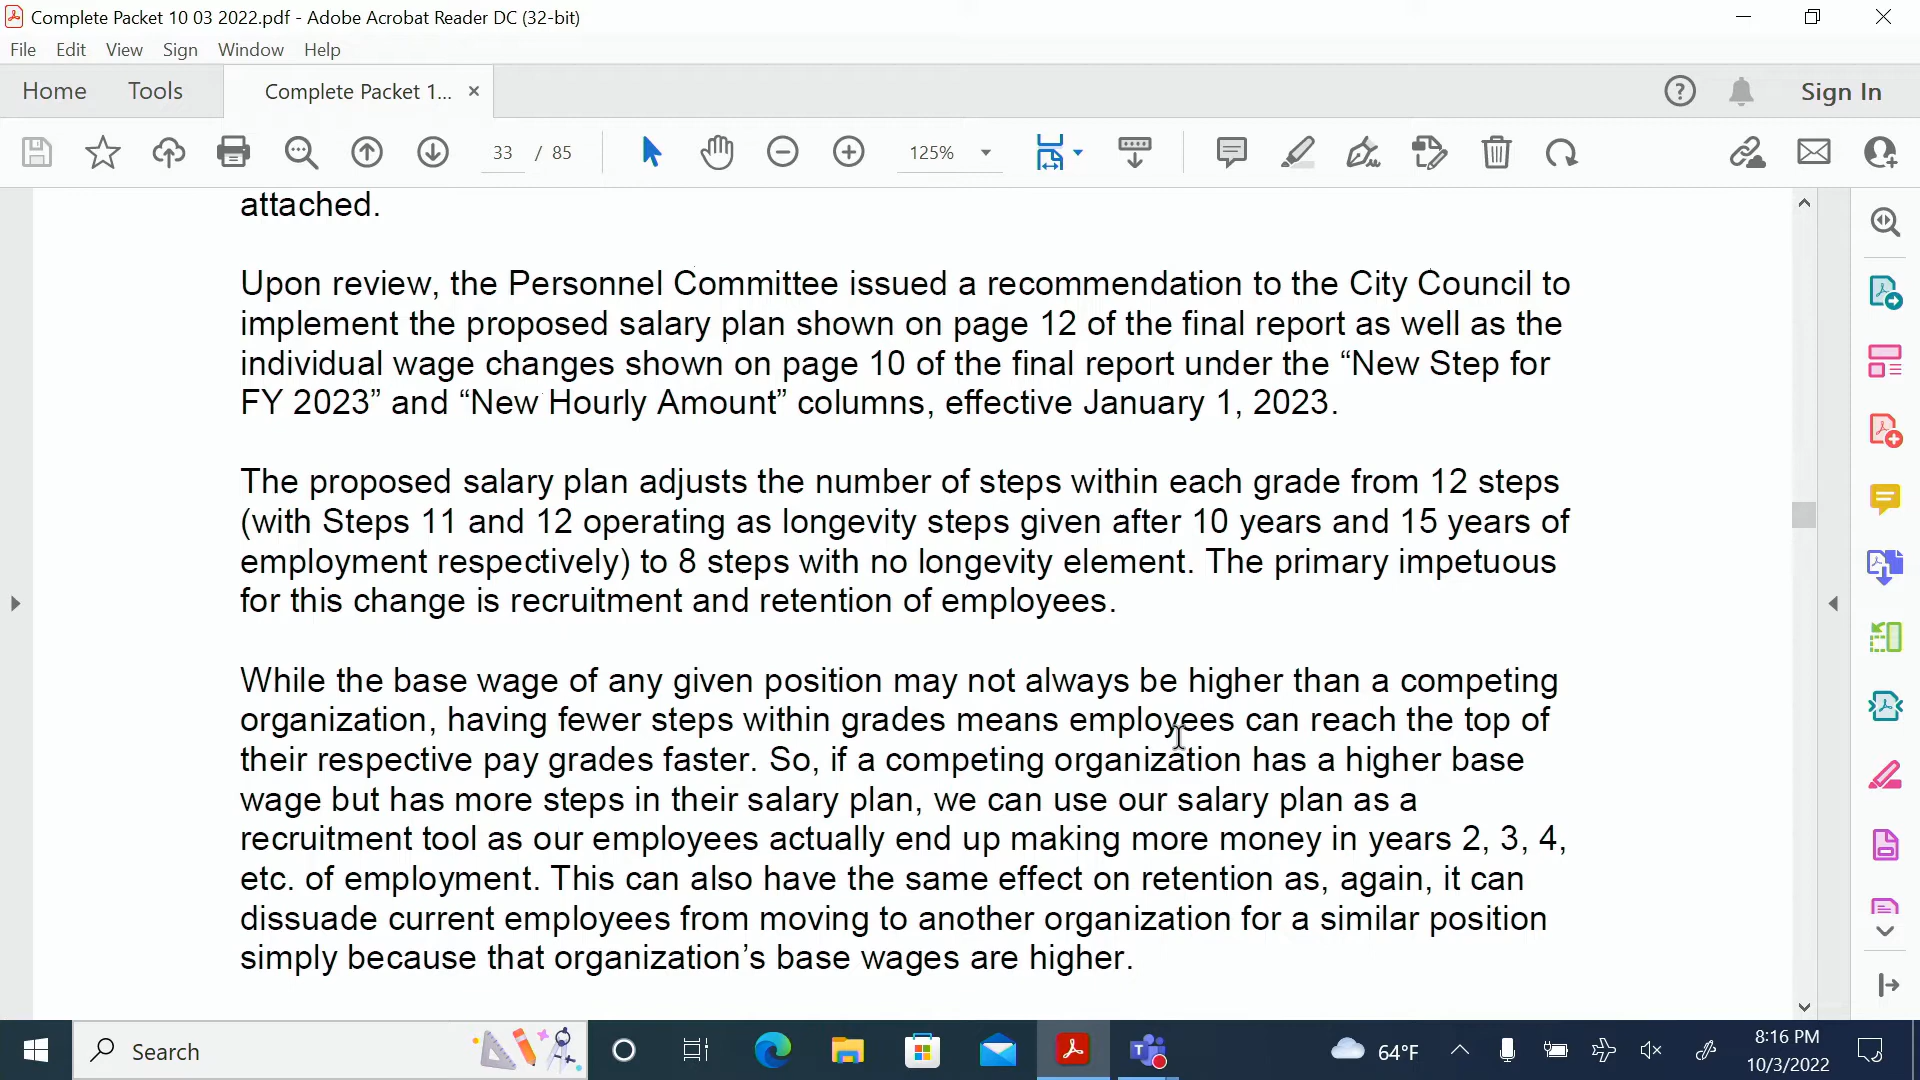 Complete Packet 10 03 2022.pdf - Adobe Acrobat Reader DC (32-bit)
File Edit View Sign Window Help
Home Tools Complete Packet 1... × Sign In
33 / 85 125%
attached.
Upon review, the Personnel Committee issued a recommendation to the City Council to
implement the proposed salary plan shown on page 12 of the final report as well as the
individual wage changes shown on page 10 of the final report under the “New Step for
FY 2023” and “New Hourly Amount” columns, effective January 1, 2023.
The proposed salary plan adjusts the number of steps within each grade from 12 steps
(with Steps 11 and 12 operating as longevity steps given after 10 years and 15 years of
employment respectively) to 8 steps with no longevity element. The primary impetuous
for this change is recruitment and retention of employees.
While the base wage of any given position may not always be higher than a competing
organization, having fewer steps within grades means employees can reach the top of
their respective pay grades faster. So, if a competing organization has a higher base
wage but has more steps in their salary plan, we can use our salary plan as a
recruitment tool as our employees actually end up making more money in years 2, 3, 4,
etc. of employment. This can also have the same effect on retention as, again, it can
dissuade current employees from moving to another organization for a similar position
simply because that organization’s base wages are higher.
Search 64°F 8:16 PM
10/3/2022